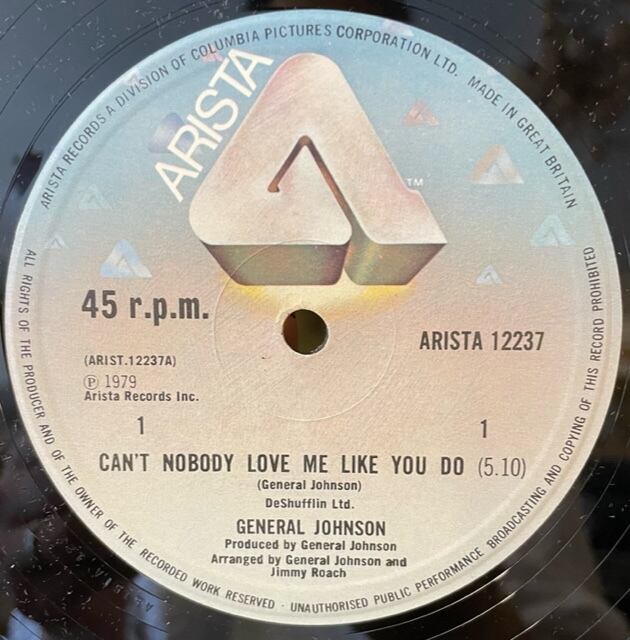 ARISTA RECORDS A DIVISION OF COLUMBIA PICTURES CORPORATION LTD. MADE IN GREAT BRITAIN
ARISTA
TM
45 r.p.m.
ARISTA 12237
(ARIST.12237A)
Ⓟ 1979
Arista Records Inc.
1 1
CAN'T NOBODY LOVE ME LIKE YOU DO (5.10)
(General Johnson)
DeShufflin Ltd.
GENERAL JOHNSON
Produced by General Johnson
Arranged by General Johnson and
Jimmy Roach
ALL RIGHTS OF THE PRODUCER AND OF THE OWNER OF THE RECORDED WORK RESERVED · UNAUTHORISED PUBLIC PERFORMANCE BROADCASTING AND COPYING OF THIS RECORD PROHIBITED